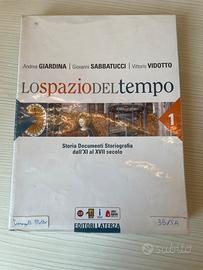 Andrea GIARDINA | Giovanni SABBATUCCI | Vittorio VIDOTTO
LOSPAZIODELTEMPO
1
Storia Documenti Storiografia
dall'XI al XVII secolo
EDITORI LATERZA
subito